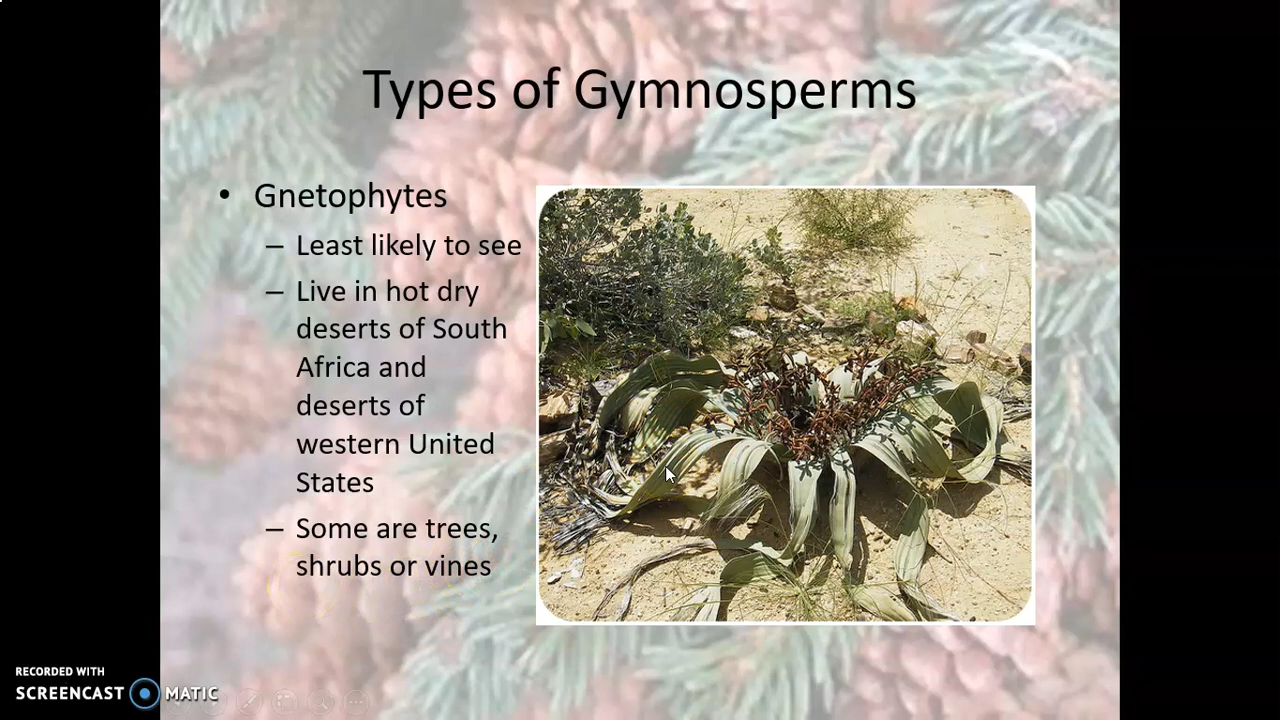 Types of Gymnosperms
• Gnetophytes
– Least likely to see
– Live in hot dry
deserts of South
Africa and
deserts of
western United
States
– Some are trees,
shrubs or vines
RECORDED WITH
SCREENCAST MATIC